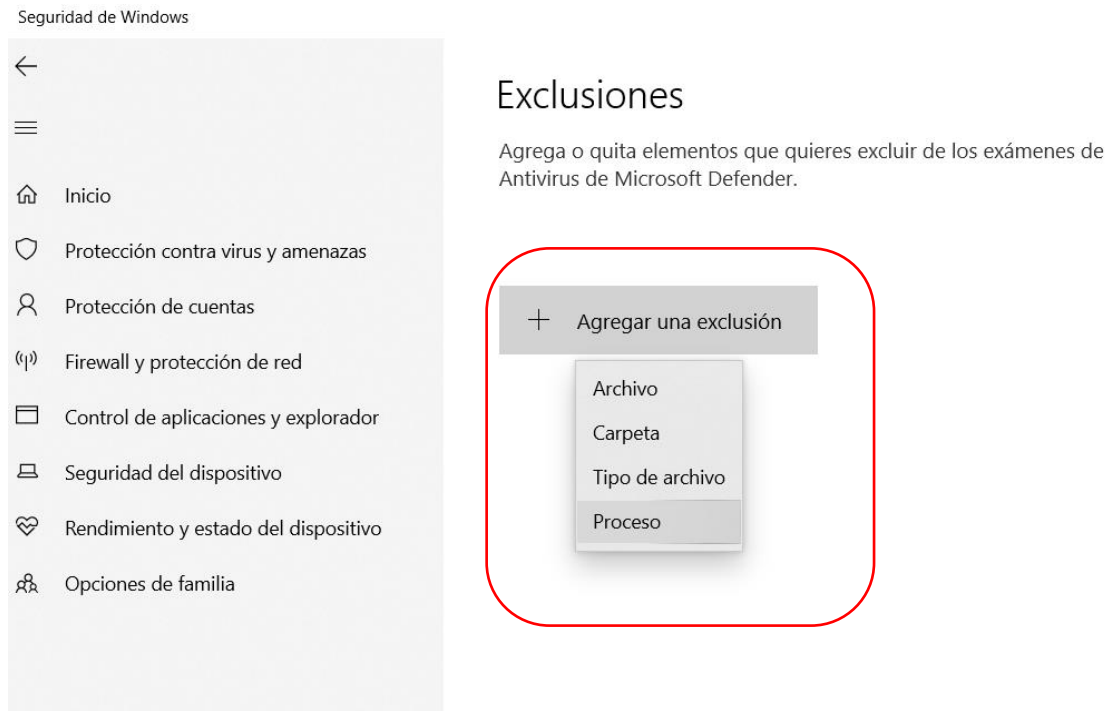 Seguridad de Windows
Inicio
Protección contra virus y amenazas
Protección de cuentas
Firewall y protección de red
Control de aplicaciones y explorador
Seguridad del dispositivo
Rendimiento y estado del dispositivo
Opciones de familia
Exclusiones
Agrega o quita elementos que quieres excluir de los exámenes de
Antivirus de Microsoft Defender.
Agregar una exclusión
Archivo
Carpeta
Tipo de archivo
Proceso